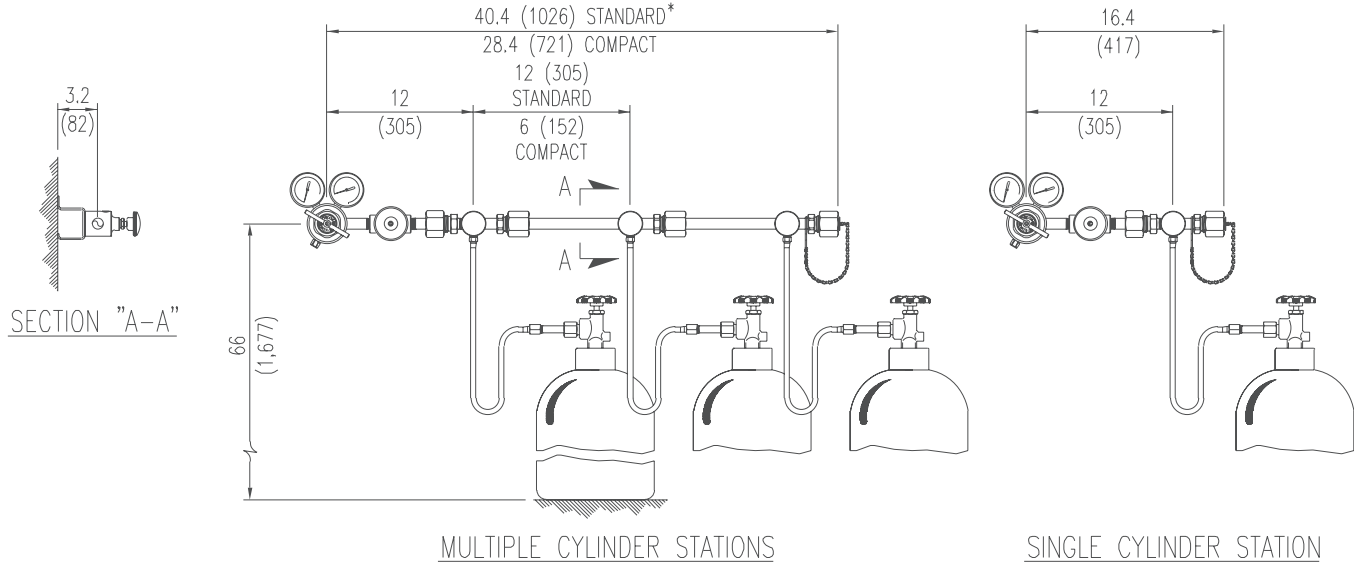 40.4 (1026) STANDARD*
28.4 (721) COMPACT
12 (305)
STANDARD
6 (152)
COMPACT
12
(305)
16.4
(417)
12
(305)
3.2
(82)
A
A
SECTION "A-A"
66
(1,677)
MULTIPLE CYLINDER STATIONS
SINGLE CYLINDER STATION